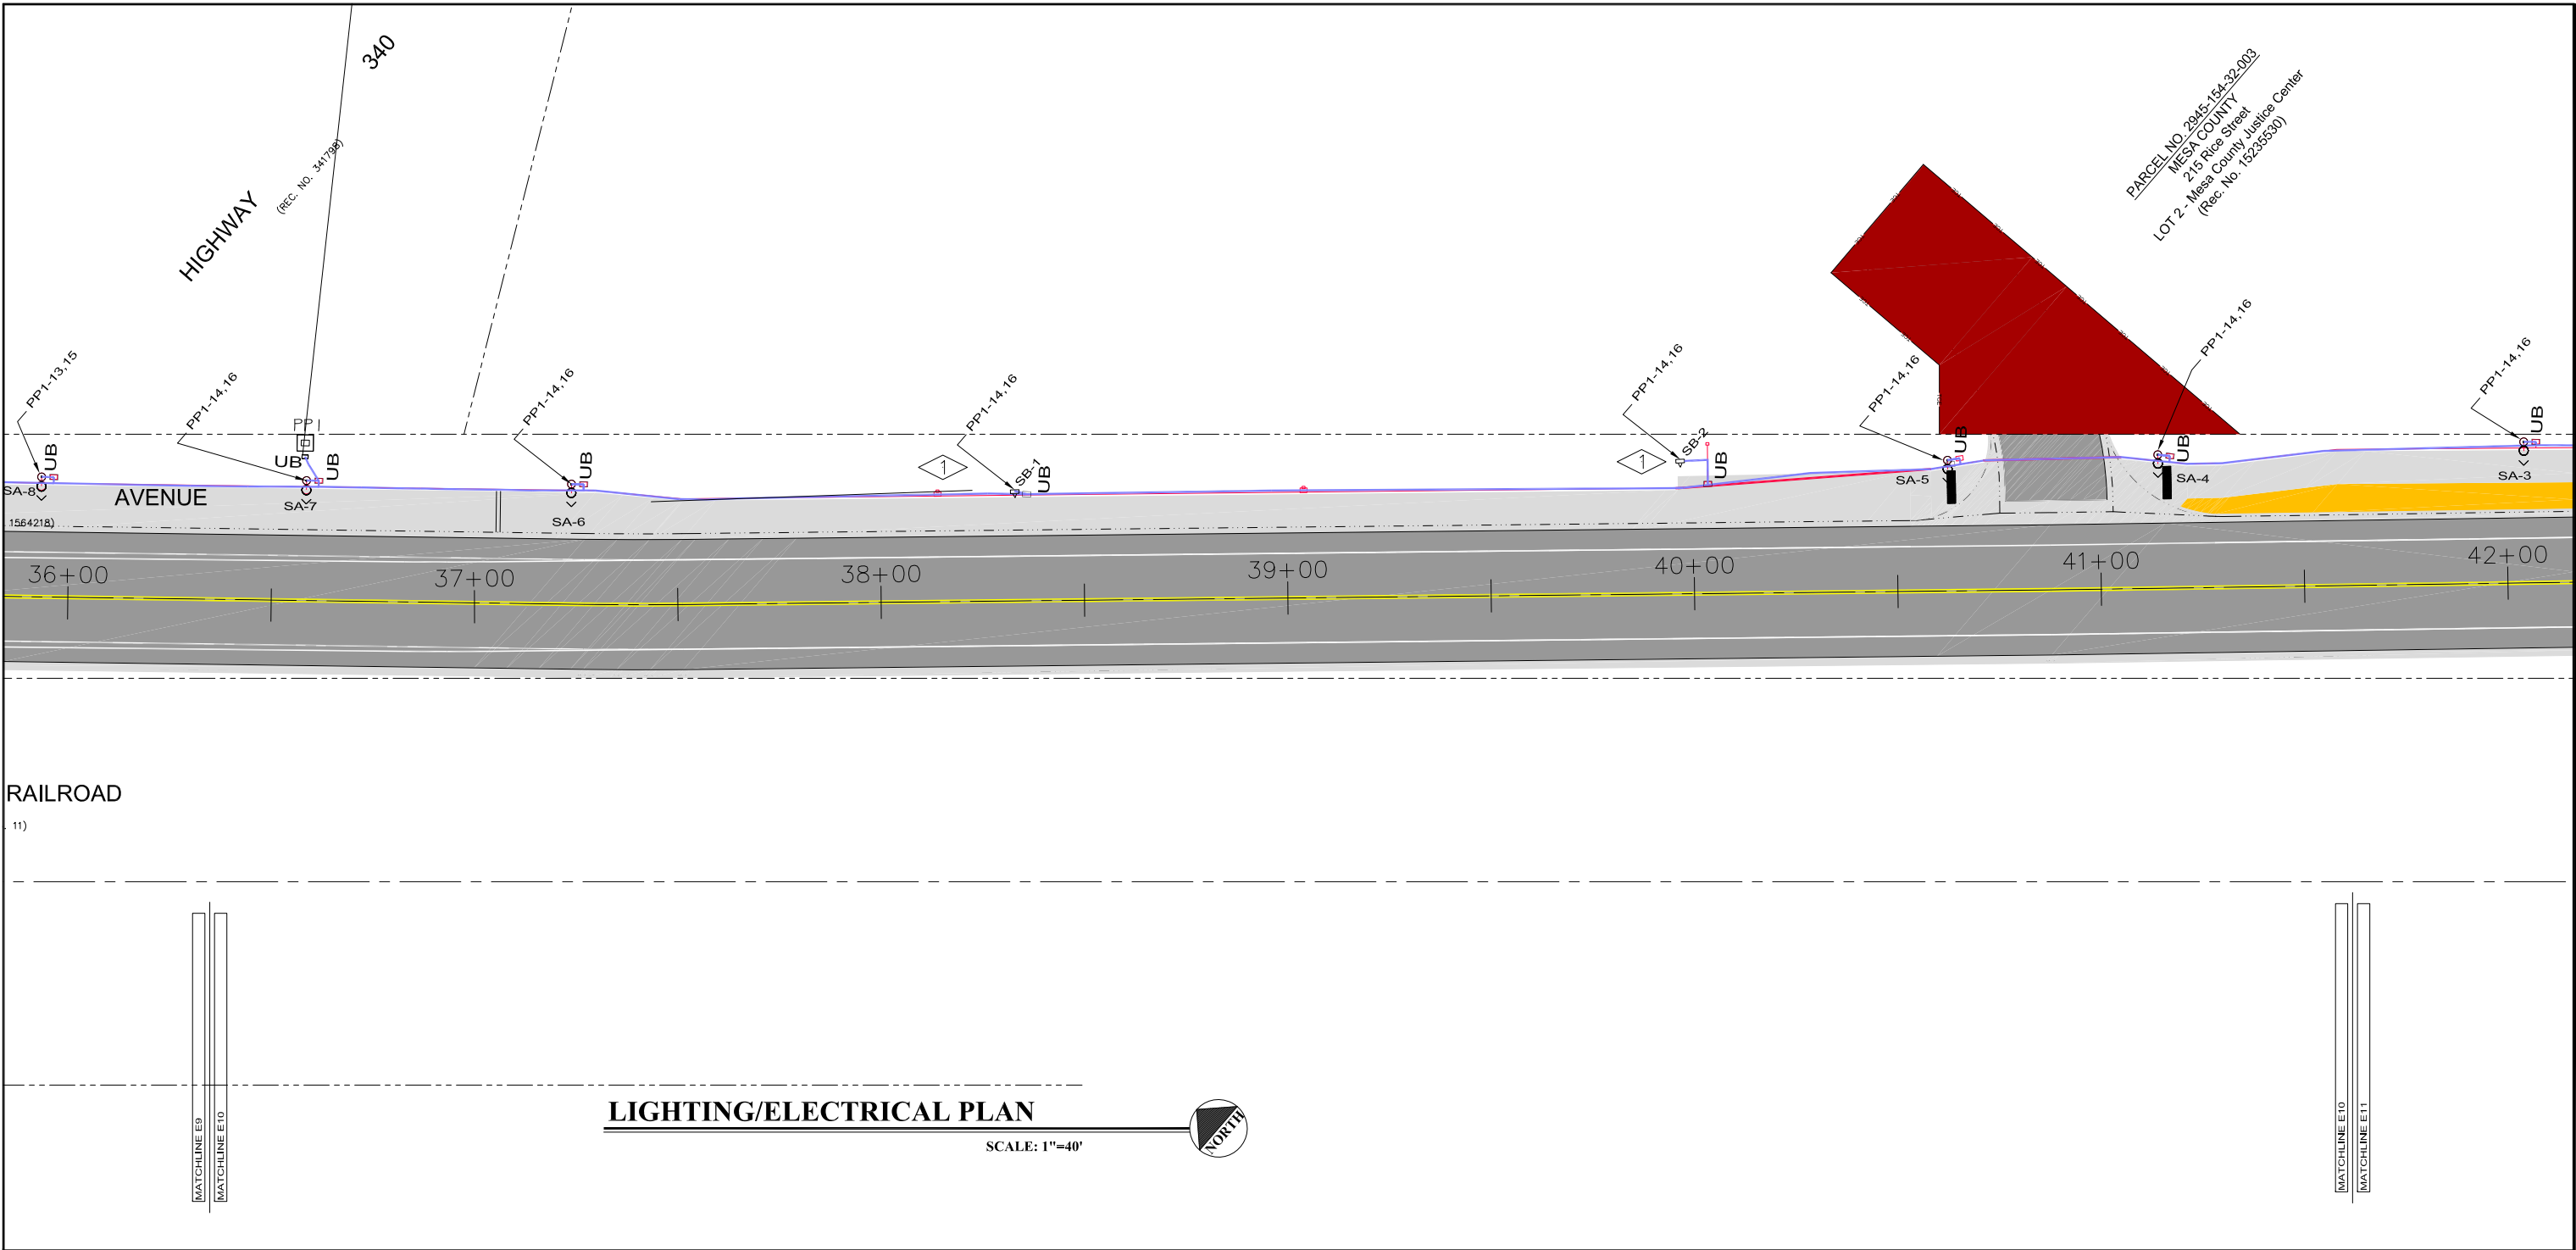 340
HIGHWAY
(REC. NO. 341798)
PARCEL NO. 2945-154-32-003
MESA COUNTY
215 Rice Street
LOT 2 - Mesa County Justice Center
(Rec. No. 15235530)
PP1-13,15
PP1-14,16
PP1-14,16
PP1-14,16
PP1-14,16
PP1-14,16
PP1-14,16
PP1-14,16
PP1
UB
UB
UB
UB
UB
UB
UB
UB
UB
SA-8
SA-7
SA-6
1
SB-1
1
SB-2
SA-5
SA-4
SA-3
AVENUE
1564218)
36+00
37+00
38+00
39+00
40+00
41+00
42+00
RAILROAD
11)
MATCHLINE E9
MATCHLINE E10
LIGHTING/ELECTRICAL PLAN
SCALE: 1"=40'
NORTH
MATCHLINE E10
MATCHLINE E11